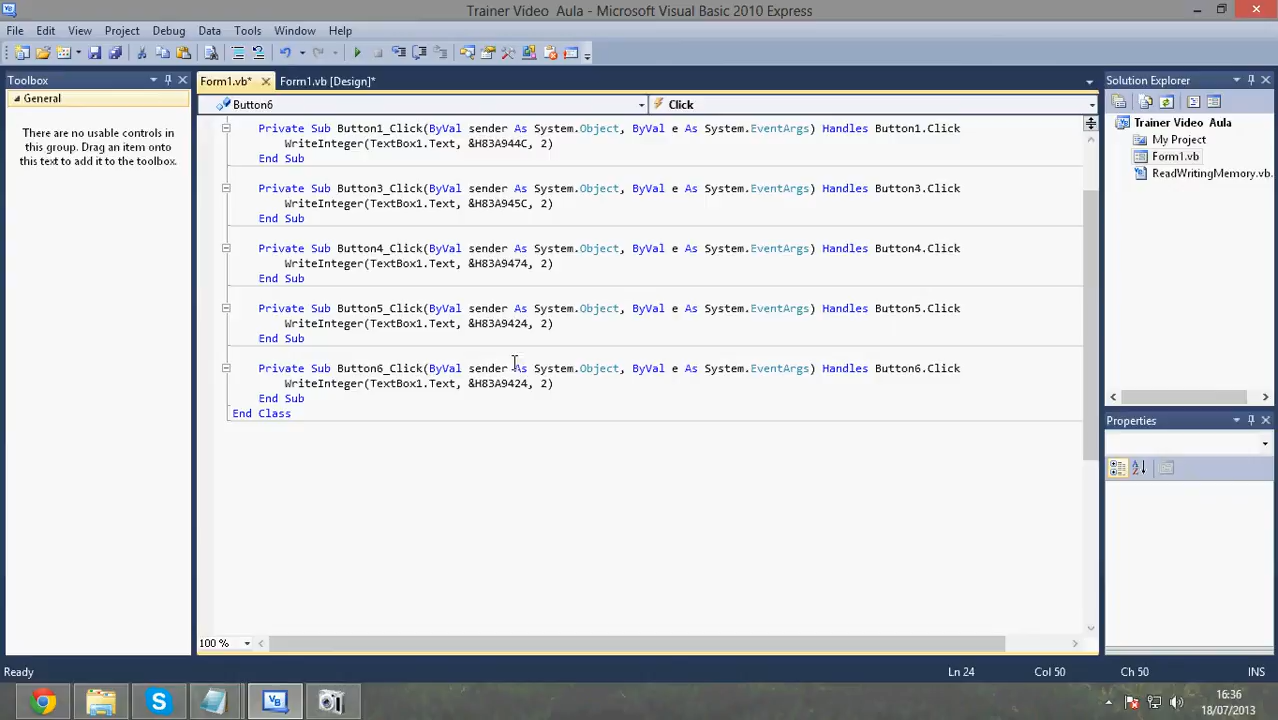 Trainer Video Aula - Microsoft Visual Basic 2010 Express
File Edit View Project Debug Data Tools Window Help
Toolbox
General
There are no usable controls in
this group. Drag an item onto
this text to add it to the toolbox.
Form1.vb*
Form1.vb [Design]*
Button6
Click
Private Sub Button1_Click(ByVal sender As System.Object, ByVal e As System.EventArgs) Handles Button1.Click
WriteInteger(TextBox1.Text, &H83A944C, 2)
End Sub
Private Sub Button3_Click(ByVal sender As System.Object, ByVal e As System.EventArgs) Handles Button3.Click
WriteInteger(TextBox1.Text, &H83A945C, 2)
End Sub
Private Sub Button4_Click(ByVal sender As System.Object, ByVal e As System.EventArgs) Handles Button4.Click
WriteInteger(TextBox1.Text, &H83A9474, 2)
End Sub
Private Sub Button5_Click(ByVal sender As System.Object, ByVal e As System.EventArgs) Handles Button5.Click
WriteInteger(TextBox1.Text, &H83A9424, 2)
End Sub
Private Sub Button6_Click(ByVal sender As System.Object, ByVal e As System.EventArgs) Handles Button6.Click
WriteInteger(TextBox1.Text, &H83A9424, 2)
End Sub
End Class
100 %
Solution Explorer
Trainer Video Aula
My Project
Form1.vb
ReadWritingMemory.vb
Properties
Ready
Ln 24
Col 50
Ch 50
INS
16:36
18/07/2013